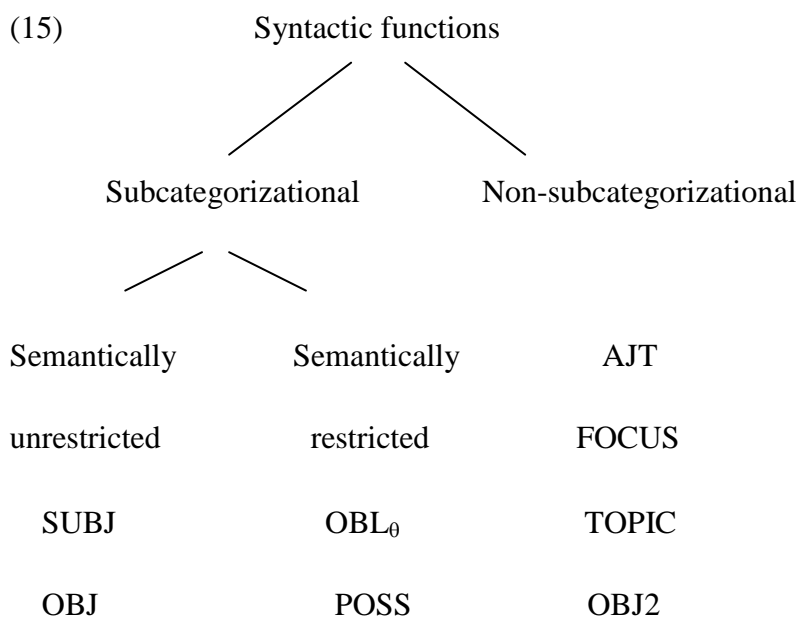 (15) Syntactic functions
Subcategorizational Non-subcategorizational
Semantically Semantically AJT
unrestricted restricted FOCUS
SUBJ OBLθ TOPIC
OBJ POSS OBJ2